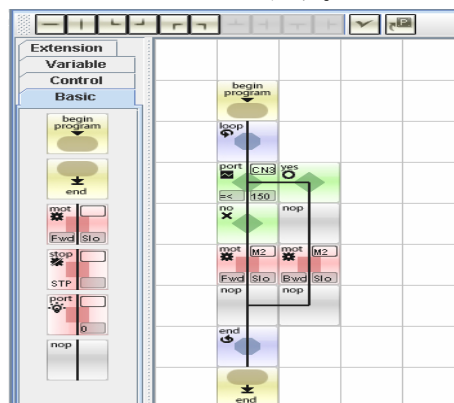 Extension
Variable
Control
Basic
begin
program
end
mot
Fwd Slo
stop
STP
port
0
nop
begin
program
loop
port CN3 yes
=< 150
no nop
mot M2 mot M2
Fwd Slo Bwd Slo
nop nop
end
end